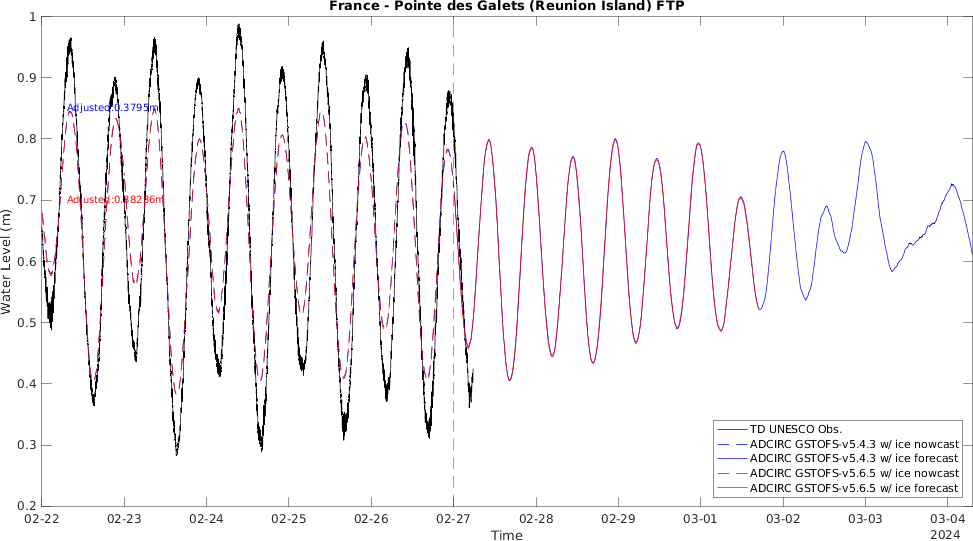 France - Pointe des Galets (Reunion Island) FTP
Water Level (m)
1
0.9
0.8
0.7
0.6
0.5
0.4
0.3
0.2
Adjusted:0.3795m
Adjusted:0.38236m
TD UNESCO Obs.
ADCIRC GSTOFS-v5.4.3 w/ ice nowcast
ADCIRC GSTOFS-v5.4.3 w/ ice forecast
ADCIRC GSTOFS-v5.6.5 w/ ice nowcast
ADCIRC GSTOFS-v5.6.5 w/ ice forecast
02-22 02-23 02-24 02-25 02-26 02-27 02-28 02-29 03-01 03-02 03-03 03-04
2024
Time